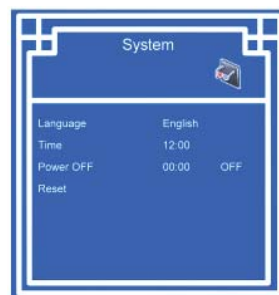 System
Language English
Time 12:00
Power OFF 00:00 OFF
Reset